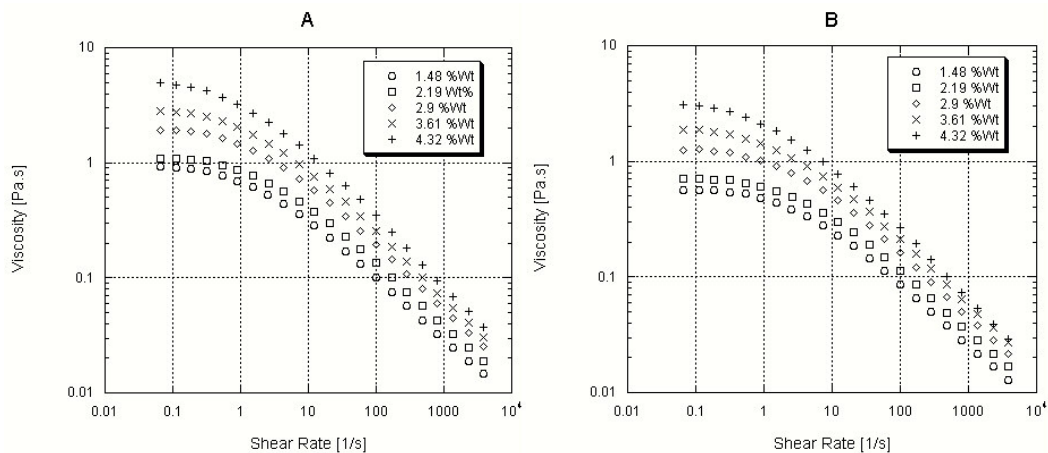 A
10
1
0.1
0.01
Viscosity [Pa.s]
1.48 %Wt
2.19 Wt%
2.9 %Wt
3.61 %Wt
4.32 %Wt
0.01 0.1 1 10 100 1000 10⁴
Shear Rate [1/s]
B
10
1
0.1
0.01
Viscosity [Pa.s]
1.48 %Wt
2.19 %Wt
2.9 %Wt
3.61 %Wt
4.32 %Wt
0.01 0.1 1 10 100 1000 10⁴
Shear Rate [1/s]